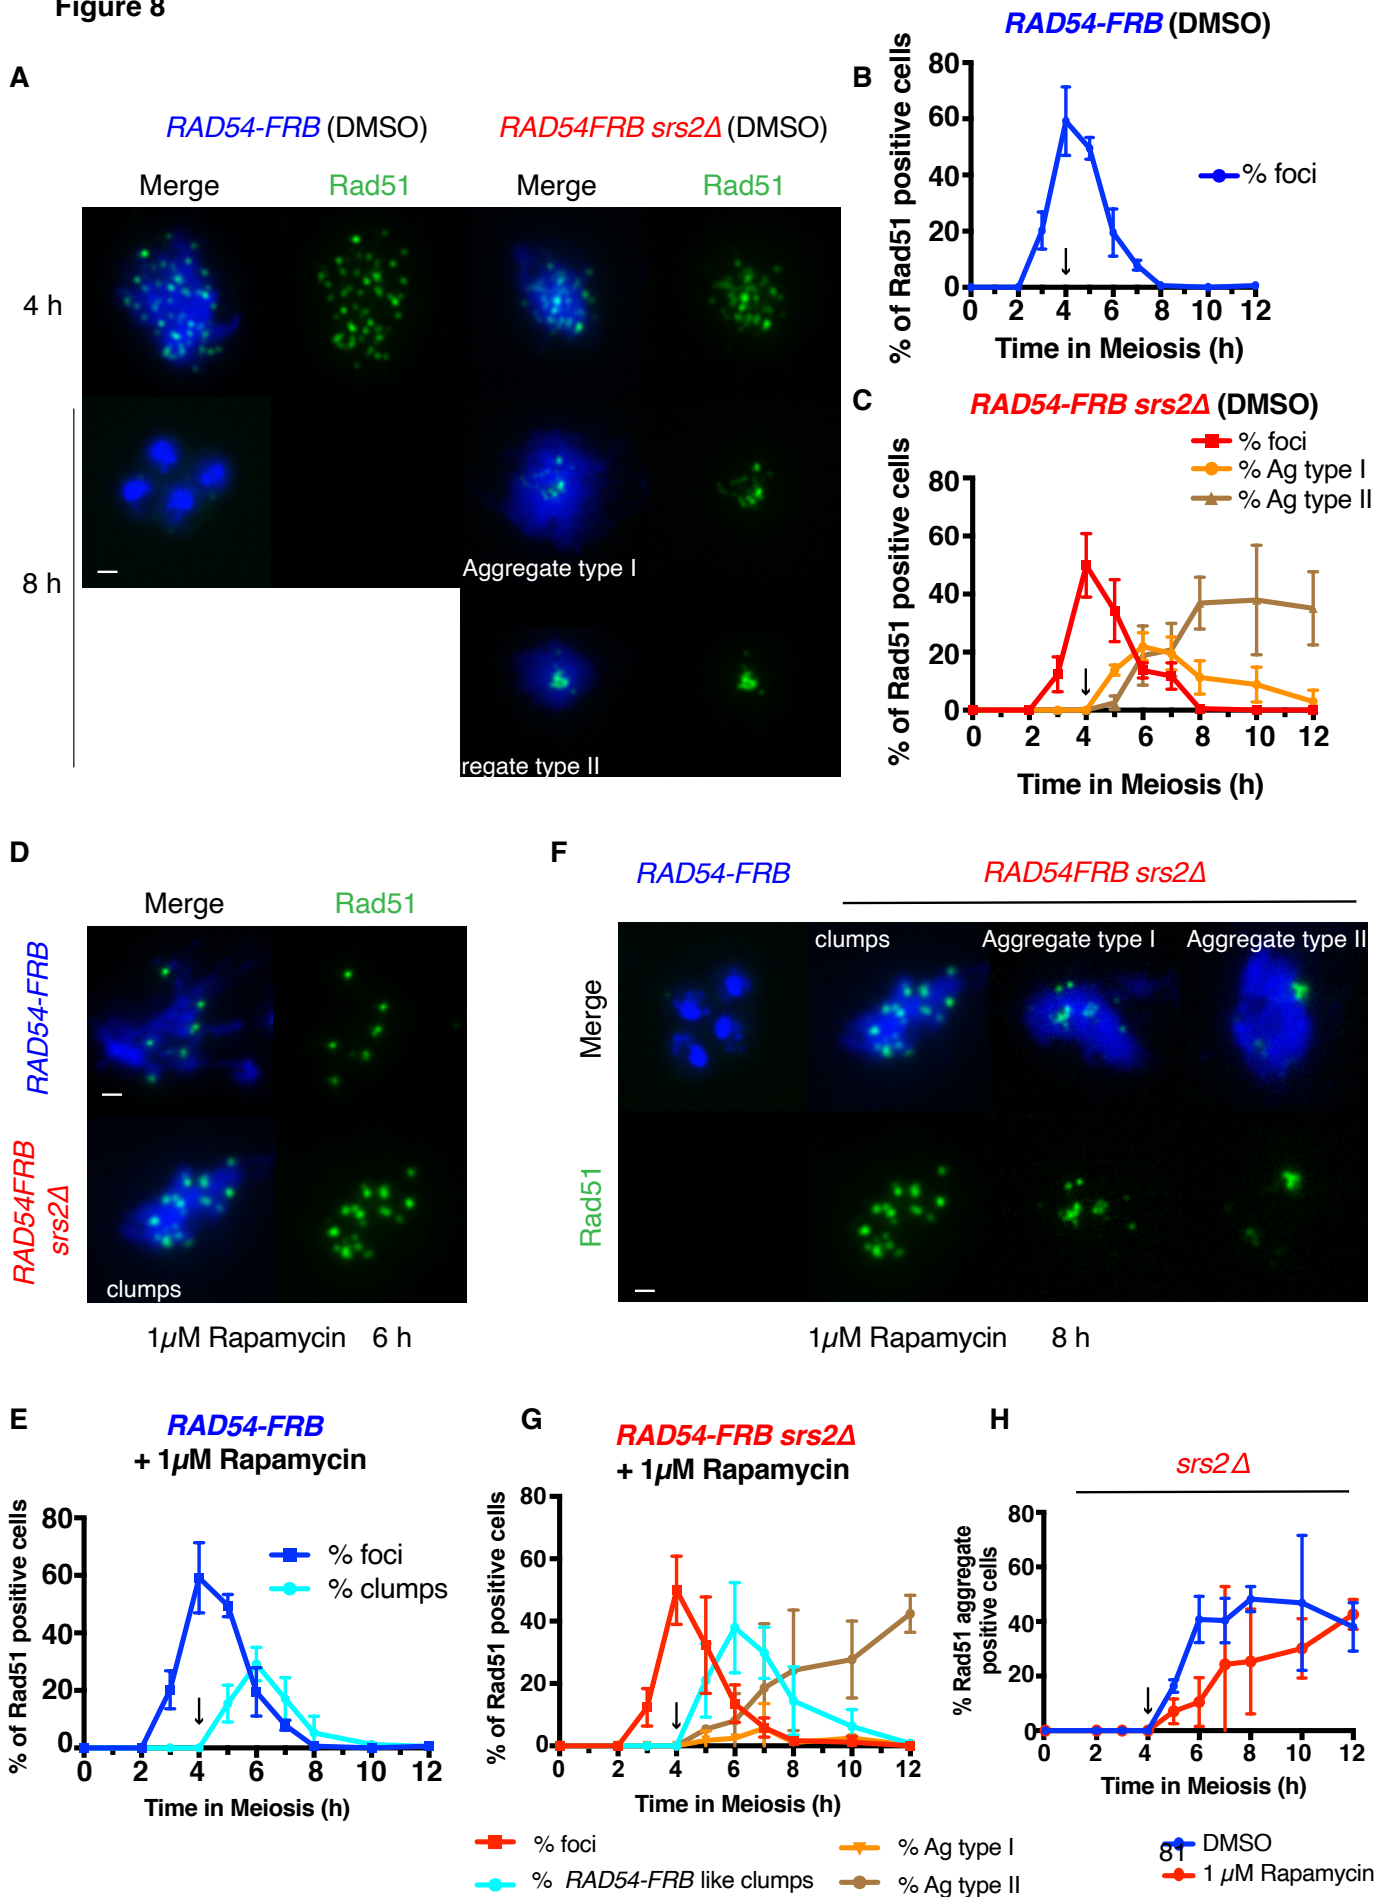 Figure 8
A
RAD54-FRB (DMSO)
RAD54FRB srs2Δ (DMSO)
Merge
Rad51
Merge
Rad51
4 h
8 h
Aggregate type I
regate type II
B
RAD54-FRB (DMSO)
% of Rad51 positive cells
80
60
40
20
0
0 2 4 6 8 10 12
Time in Meiosis (h)
% foci
C
RAD54-FRB srs2Δ (DMSO)
% foci
% Ag type I
% Ag type II
% of Rad51 positive cells
80
60
40
20
0
0 2 4 6 8 10 12
Time in Meiosis (h)
D
Merge
Rad51
RAD54-FRB
RAD54FRB
srs2Δ
clumps
1µM Rapamycin 6 h
F
RAD54-FRB
RAD54FRB srs2Δ
clumps
Aggregate type I
Aggregate type II
Merge
Rad51
1µM Rapamycin 8 h
E
RAD54-FRB
+ 1µM Rapamycin
% of Rad51 positive cells
80
60
40
20
0
0 2 4 6 8 10 12
Time in Meiosis (h)
% foci
% clumps
G
RAD54-FRB srs2Δ
+ 1µM Rapamycin
% of Rad51 positive cells
80
60
40
20
0
0 2 4 6 8 10 12
Time in Meiosis (h)
% foci
% RAD54-FRB like clumps
% Ag type I
% Ag type II
H
srs2Δ
% Rad51 aggregate
positive cells
80
60
40
20
0
0 2 4 6 8 10 12
Time in Meiosis (h)
DMSO
1 µM Rapamycin
81